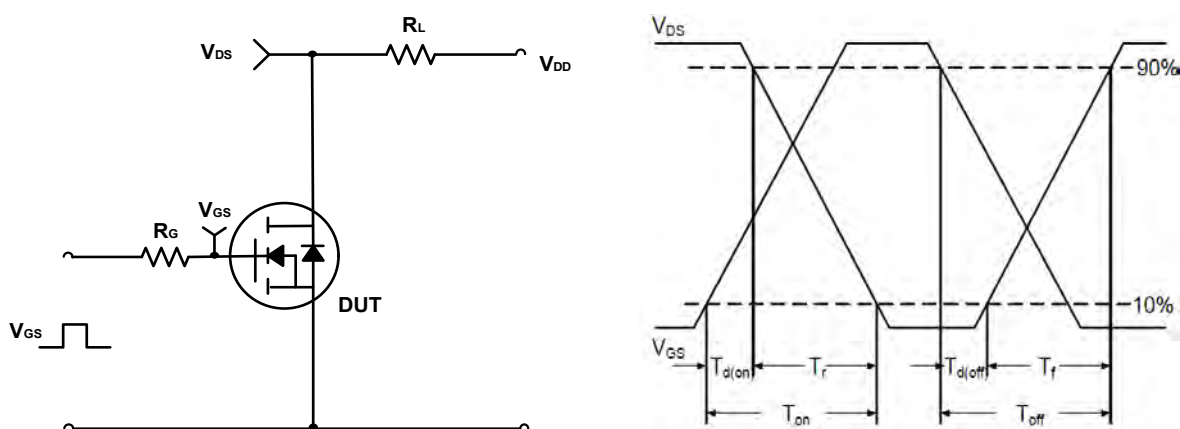 RL
VDS
VDD
VGS
RG
DUT
VGS
VDS
90%
10%
VGS
Td(on) Tr Td(off) Tf
Ton Toff